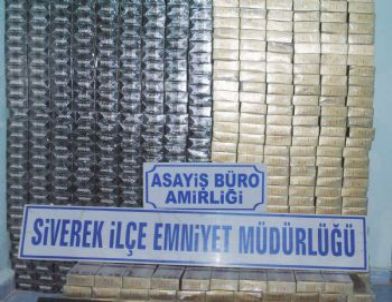 ASAYİŞ BÜRO
AMİRLİĞİ
SİVEREK İLÇE EMNİYET MÜDÜRLÜĞÜ